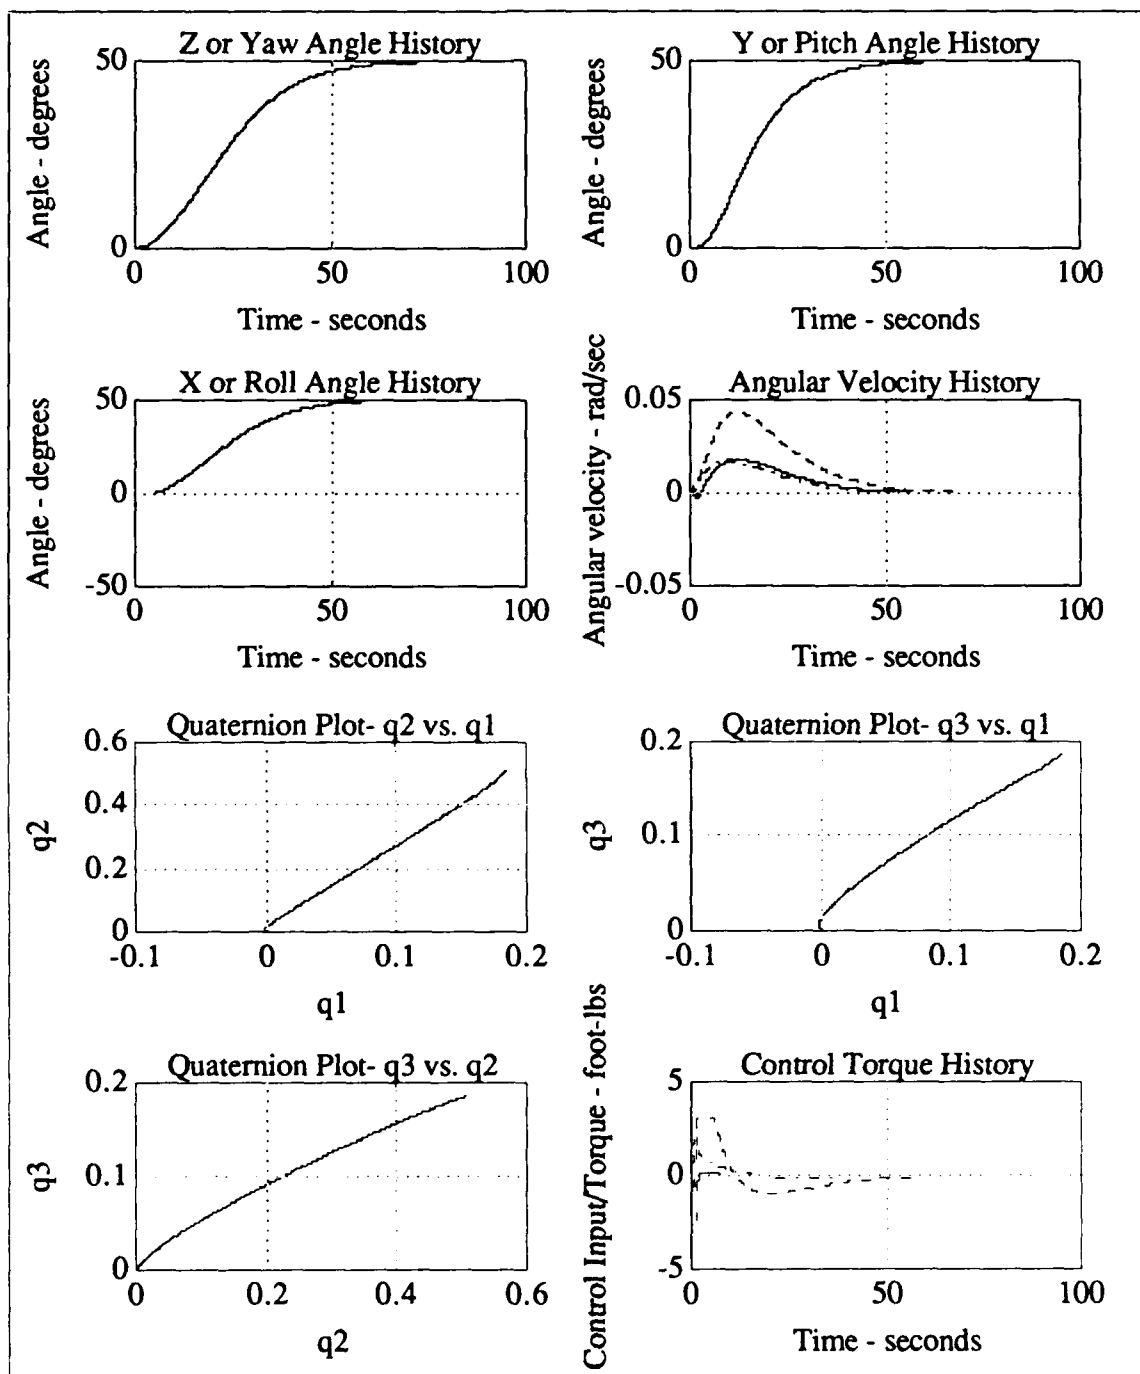 Z or Yaw Angle History
Angle - degrees
50
0
0
50
100
Time - seconds
Y or Pitch Angle History
Angle - degrees
50
0
0
50
100
Time - seconds
X or Roll Angle History
Angle - degrees
50
0
-50
0
50
100
Time - seconds
Angular Velocity History
Angular velocity - rad/sec
0.05
0
-0.05
0
50
100
Time - seconds
Quaternion Plot- q2 vs. q1
q2
0.6
0.4
0.2
0
-0.1
0
0.1
0.2
q1
Quaternion Plot- q3 vs. q1
q3
0.2
0.1
0
-0.1
0
0.1
0.2
q1
Quaternion Plot- q3 vs. q2
q3
0.2
0.1
0
0
0.2
0.4
0.6
q2
Control Torque History
Control Input/Torque - foot-lbs
5
0
-5
0
50
100
Time - seconds